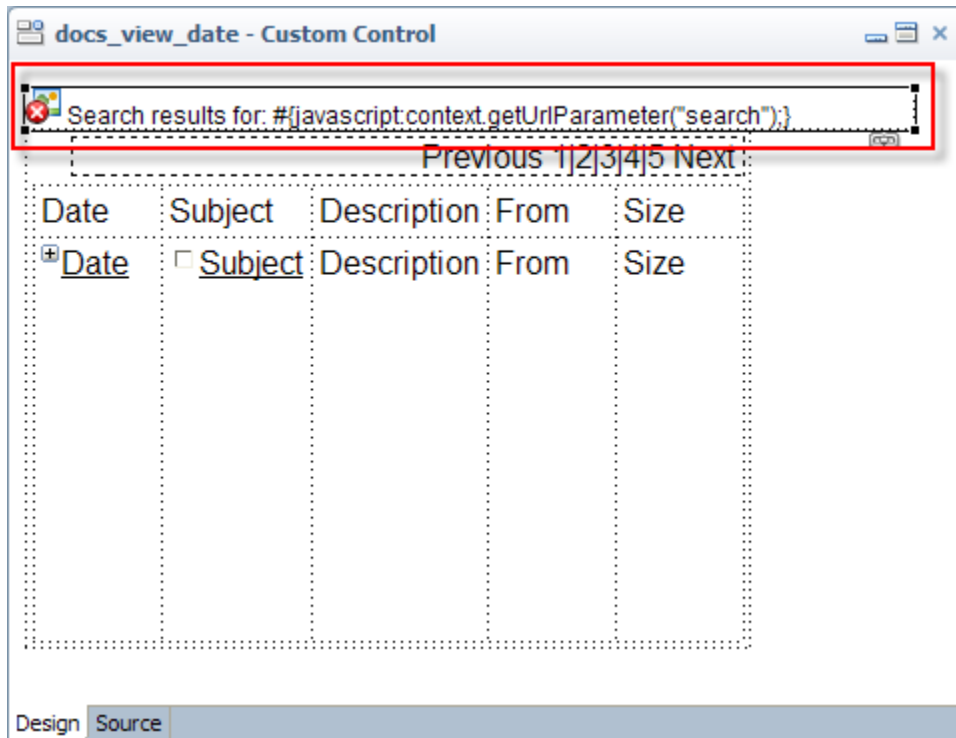 docs_view_date - Custom Control
Search results for: #{javascript:context.getUrlParameter("search");}
Previous 1|2|3|4|5 Next
Date Subject Description From Size
Date Subject Description From Size
Design Source